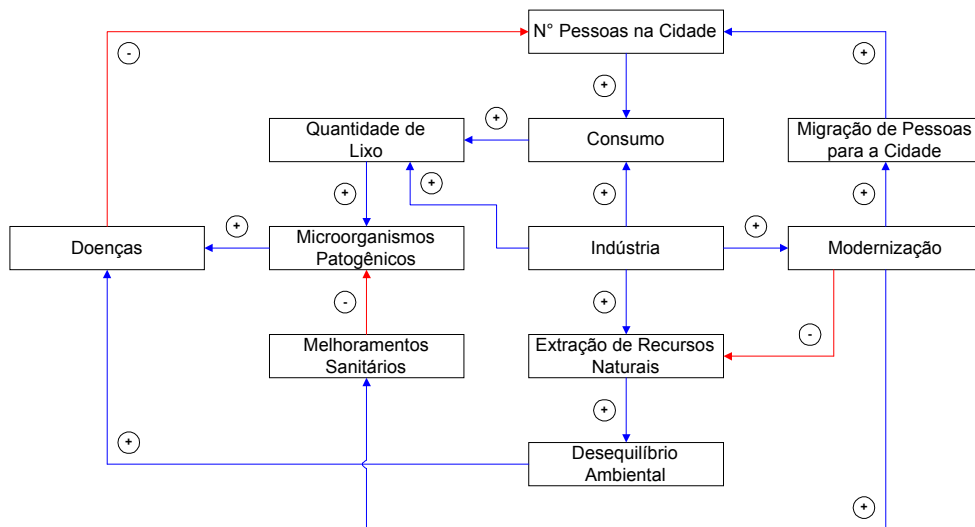 N° Pessoas na Cidade
-
+
+
Quantidade de
Lixo
+
Consumo
Migração de Pessoas
para a Cidade
+
+
+
+
Doenças
+
Microorganismos
Patogênicos
Indústria
+
Modernização
-
+
-
Melhoramentos
Sanitários
Extração de Recursos
Naturais
+
+
Desequilíbrio
Ambiental
+